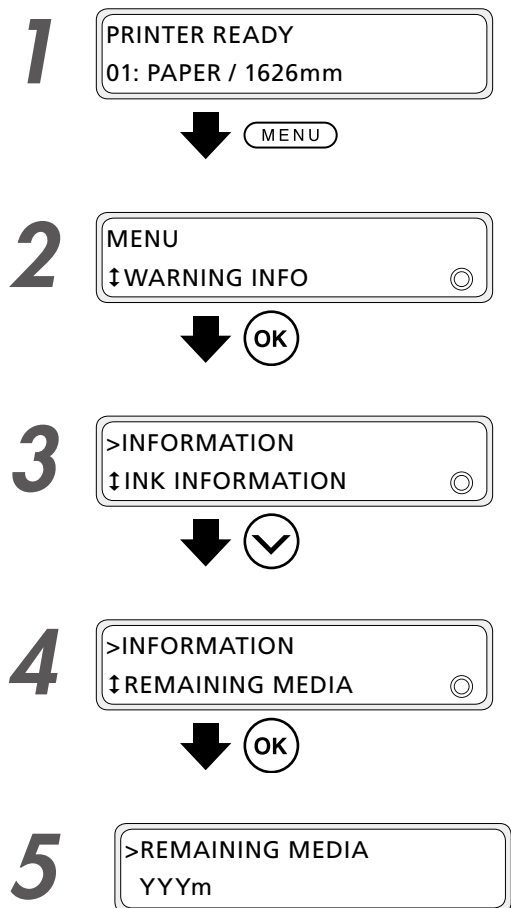 1
PRINTER READY
01: PAPER / 1626mm
MENU
2
MENU
↕WARNING INFO
OK
3
>INFORMATION
↕INK INFORMATION
4
>INFORMATION
↕REMAINING MEDIA
OK
5
>REMAINING MEDIA
YYYm